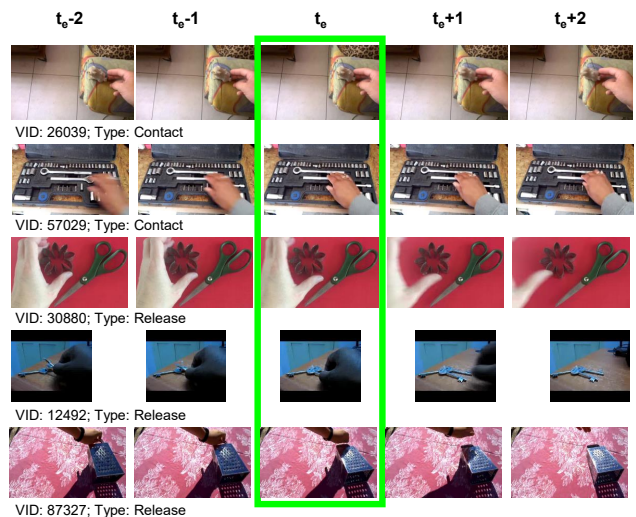 te-2 te-1 te te+1 te+2
VID: 26039; Type: Contact
VID: 57029; Type: Contact
VID: 30880; Type: Release
VID: 12492; Type: Release
VID: 87327; Type: Release